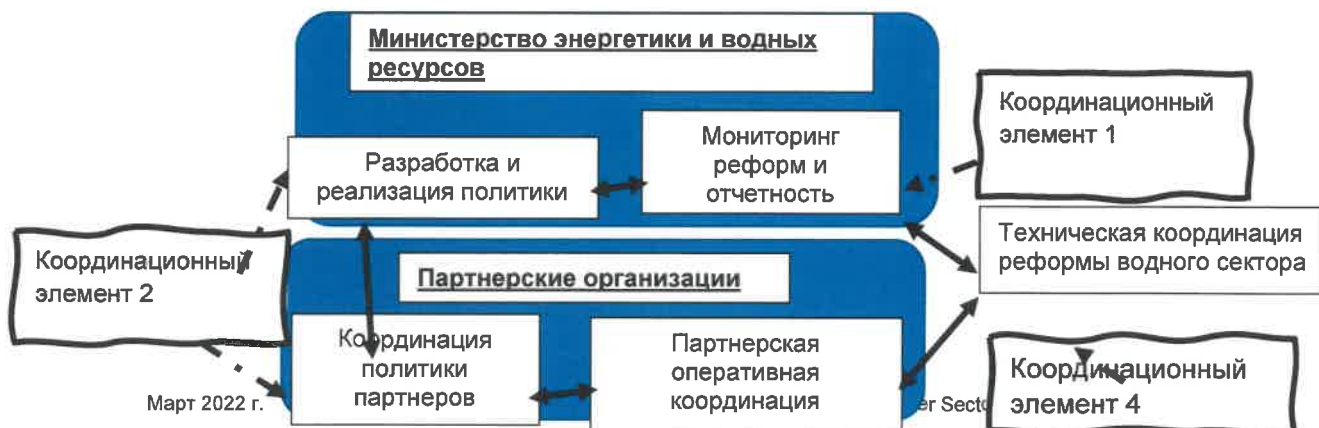 Министерство энергетики и водных
ресурсов
Координационный
элемент 1
Мониторинг
реформ и
отчетность
Разработка и
реализация политики
Техническая координация
реформы водного сектора
Координационный
элемент 2
Партнерские организации
Координация
политики
партнеров
Партнерская
оперативная
координация
Координационный
элемент 4
Март 2022 г.